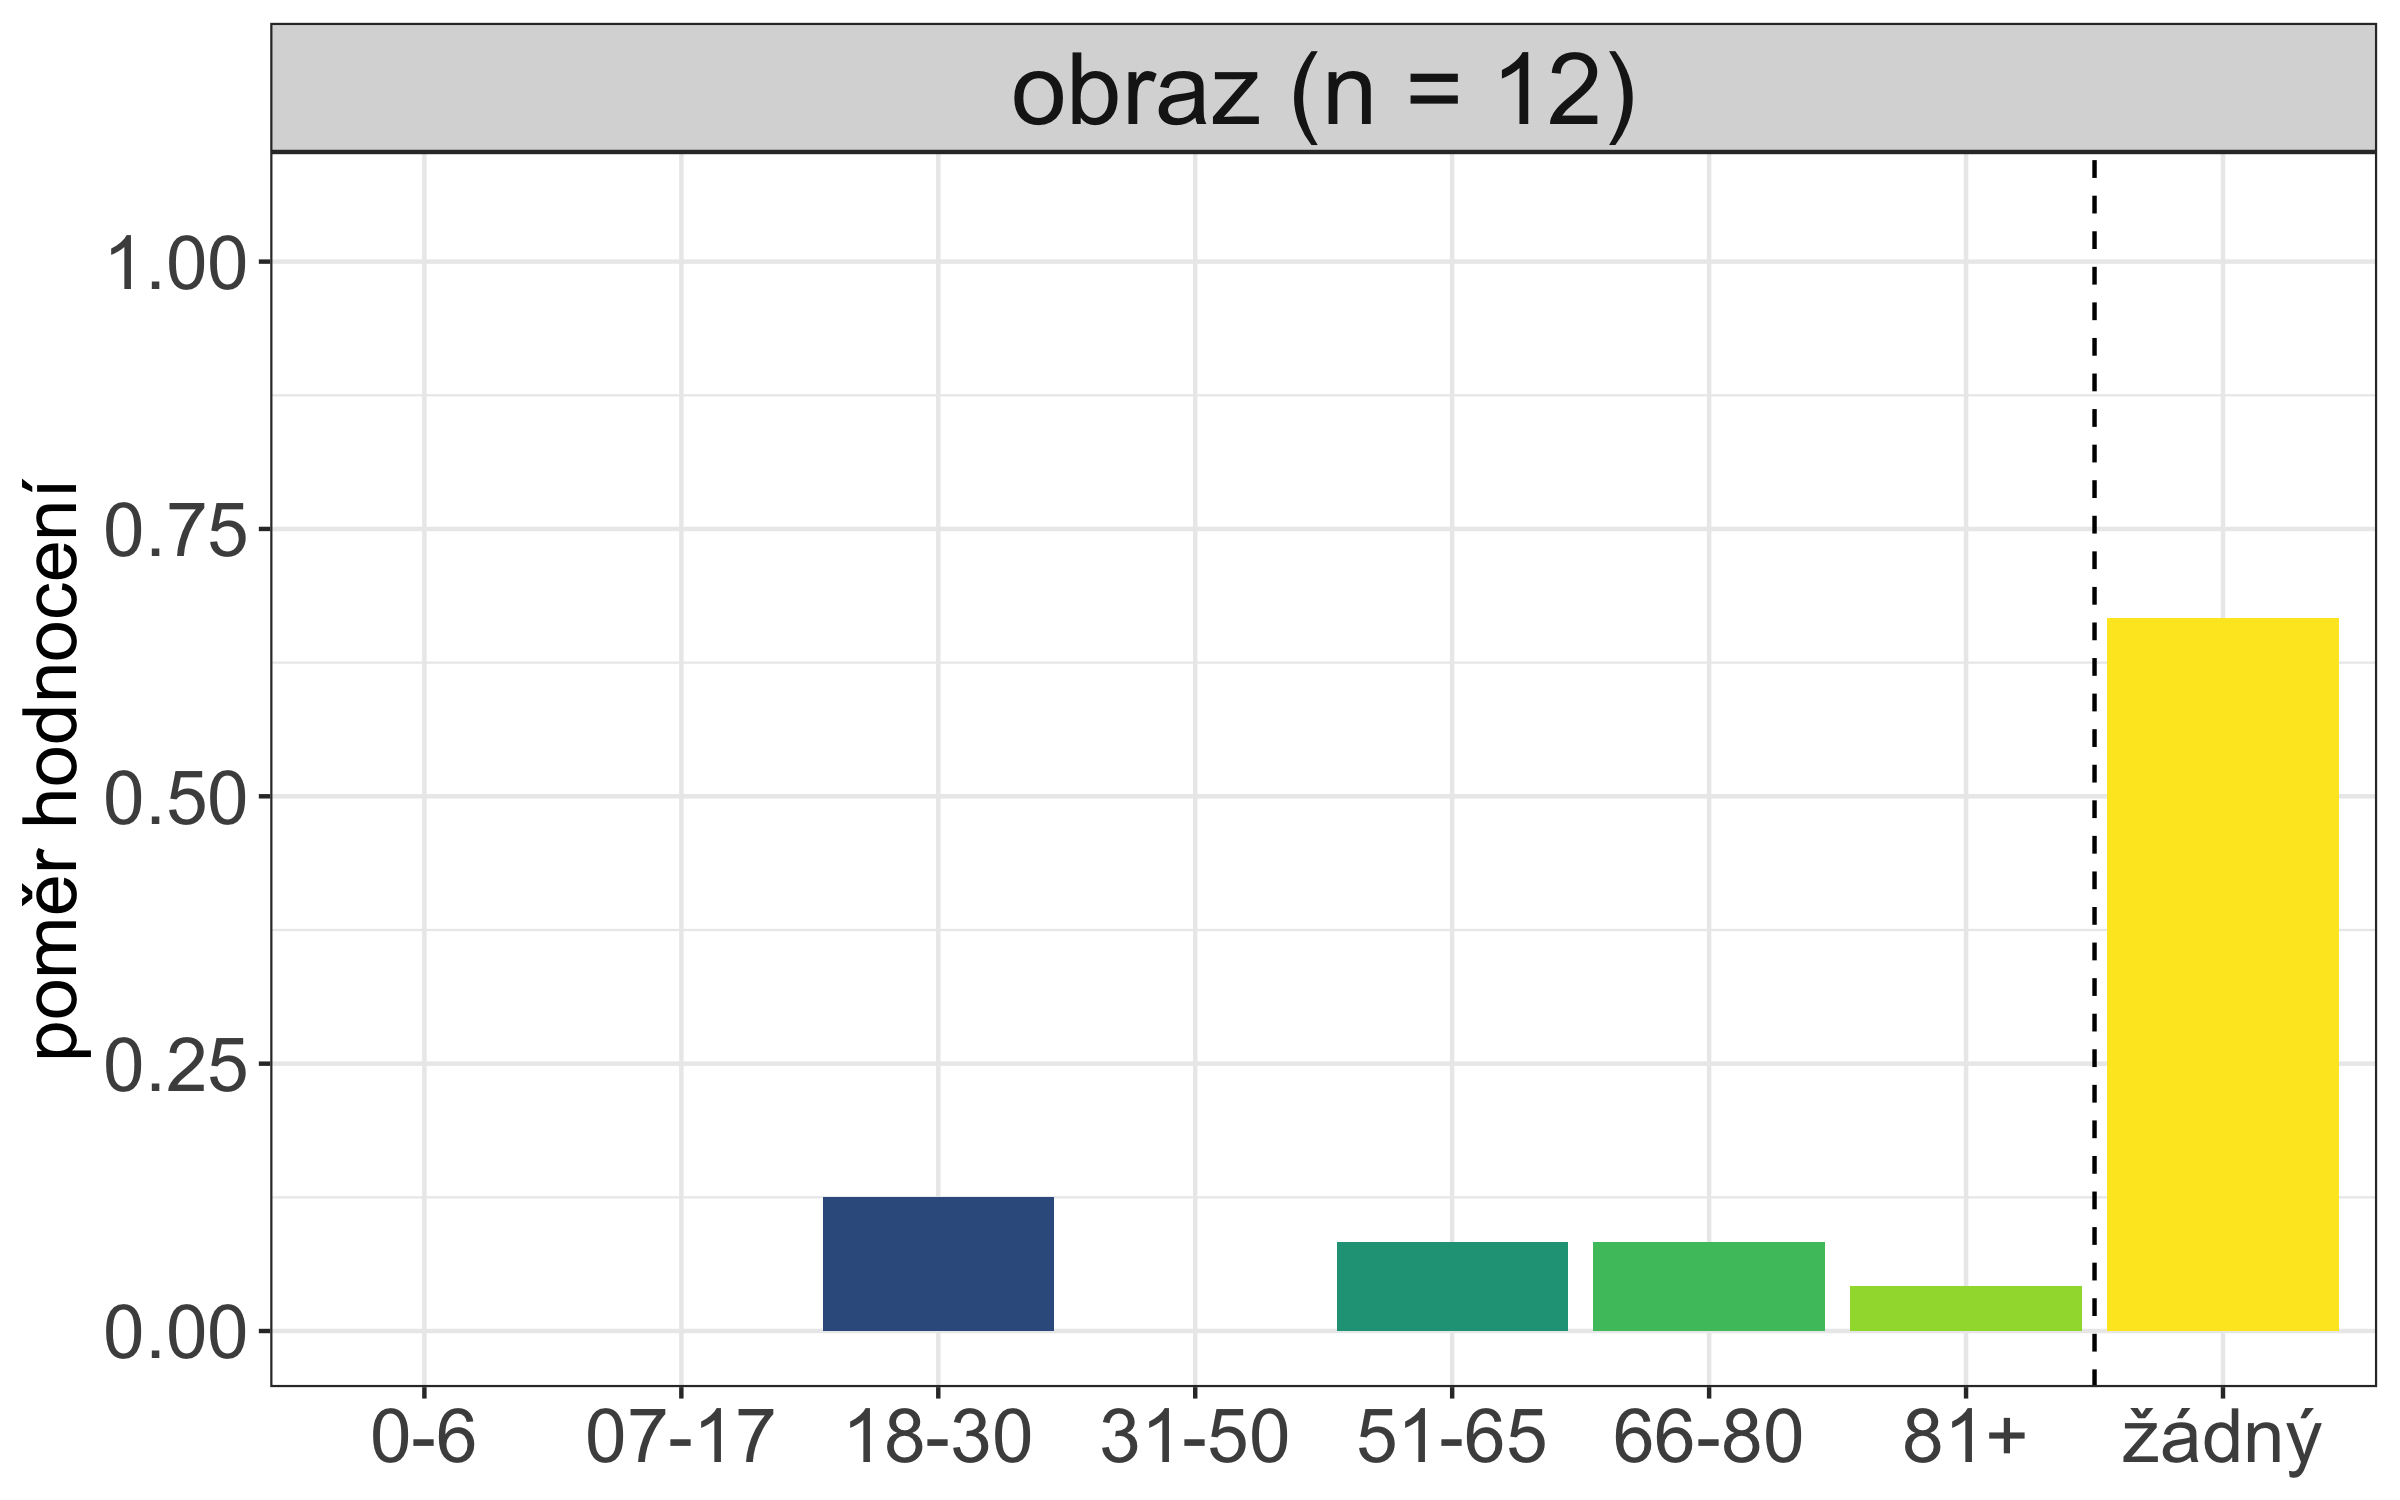 obraz (n = 12)
poměr hodnocení
1.00
0.75
0.50
0.25
0.00
0-6 07-17 18-30 31-50 51-65 66-80 81+ žádný